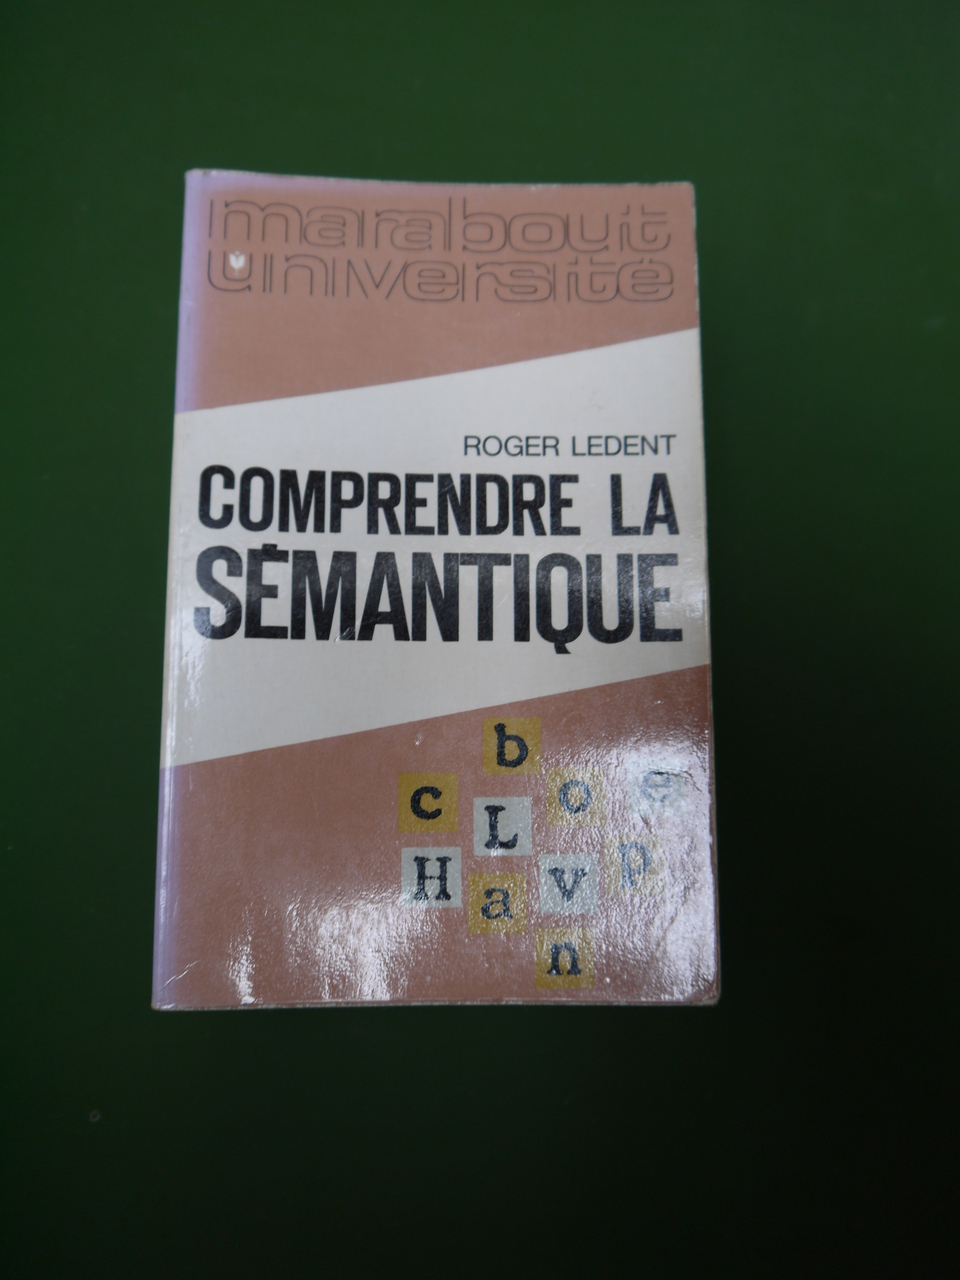 marabout
université
ROGER LEDENT
COMPRENDRE LA
SÉMANTIQUE
b
c o e
L
H v p
a
n